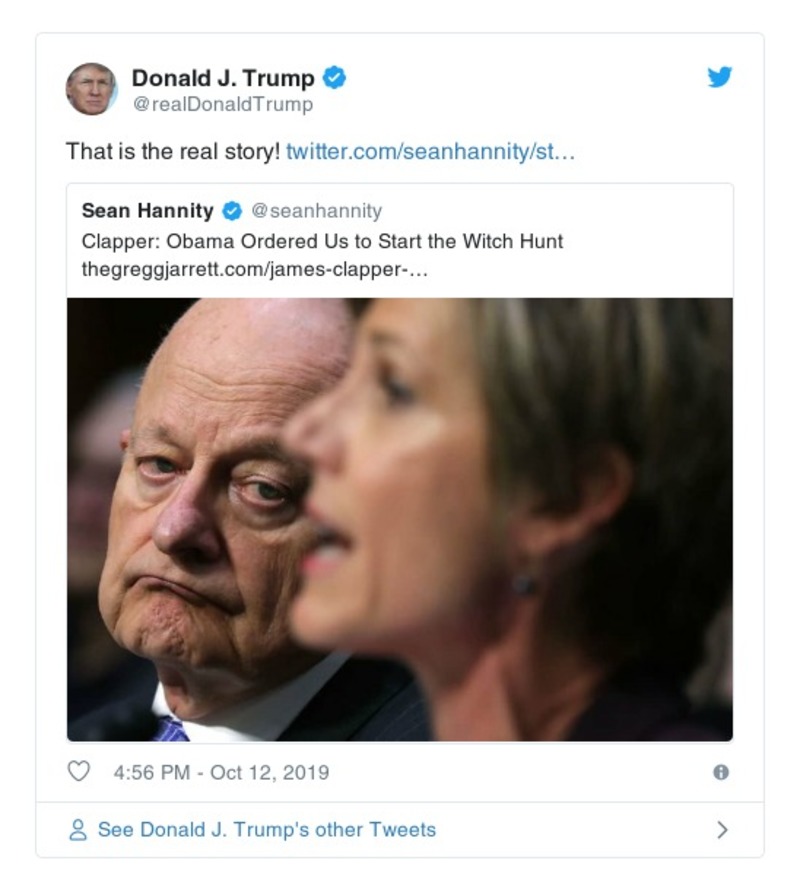 Donald J. Trump
@realDonaldTrump
That is the real story! twitter.com/seanhannity/st…
Sean Hannity @seanhannity
Clapper: Obama Ordered Us to Start the Witch Hunt
thegreggjarrett.com/james-clapper-…
4:56 PM - Oct 12, 2019
See Donald J. Trump's other Tweets